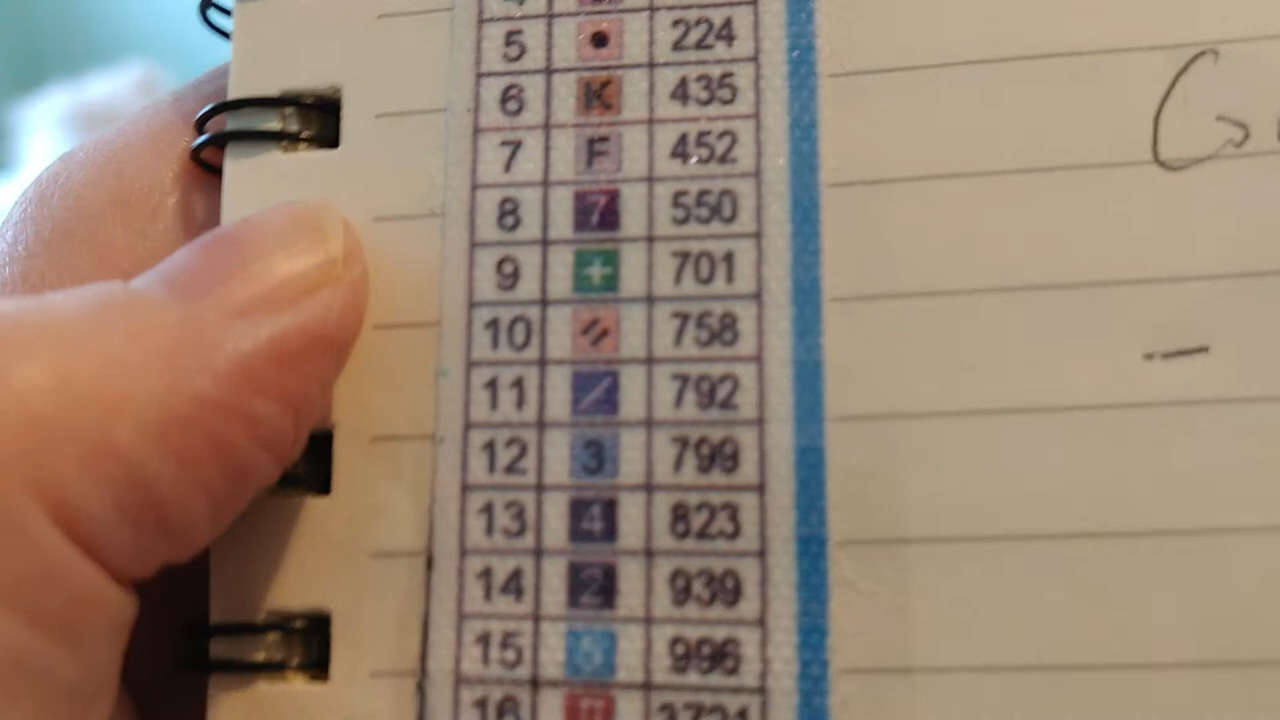 5 • 224
6 K 435
7 F 452
8 7 550
9 + 701
10 758
11 / 792
12 3 799
13 4 823
14 2 939
15 5 996
16
G
-